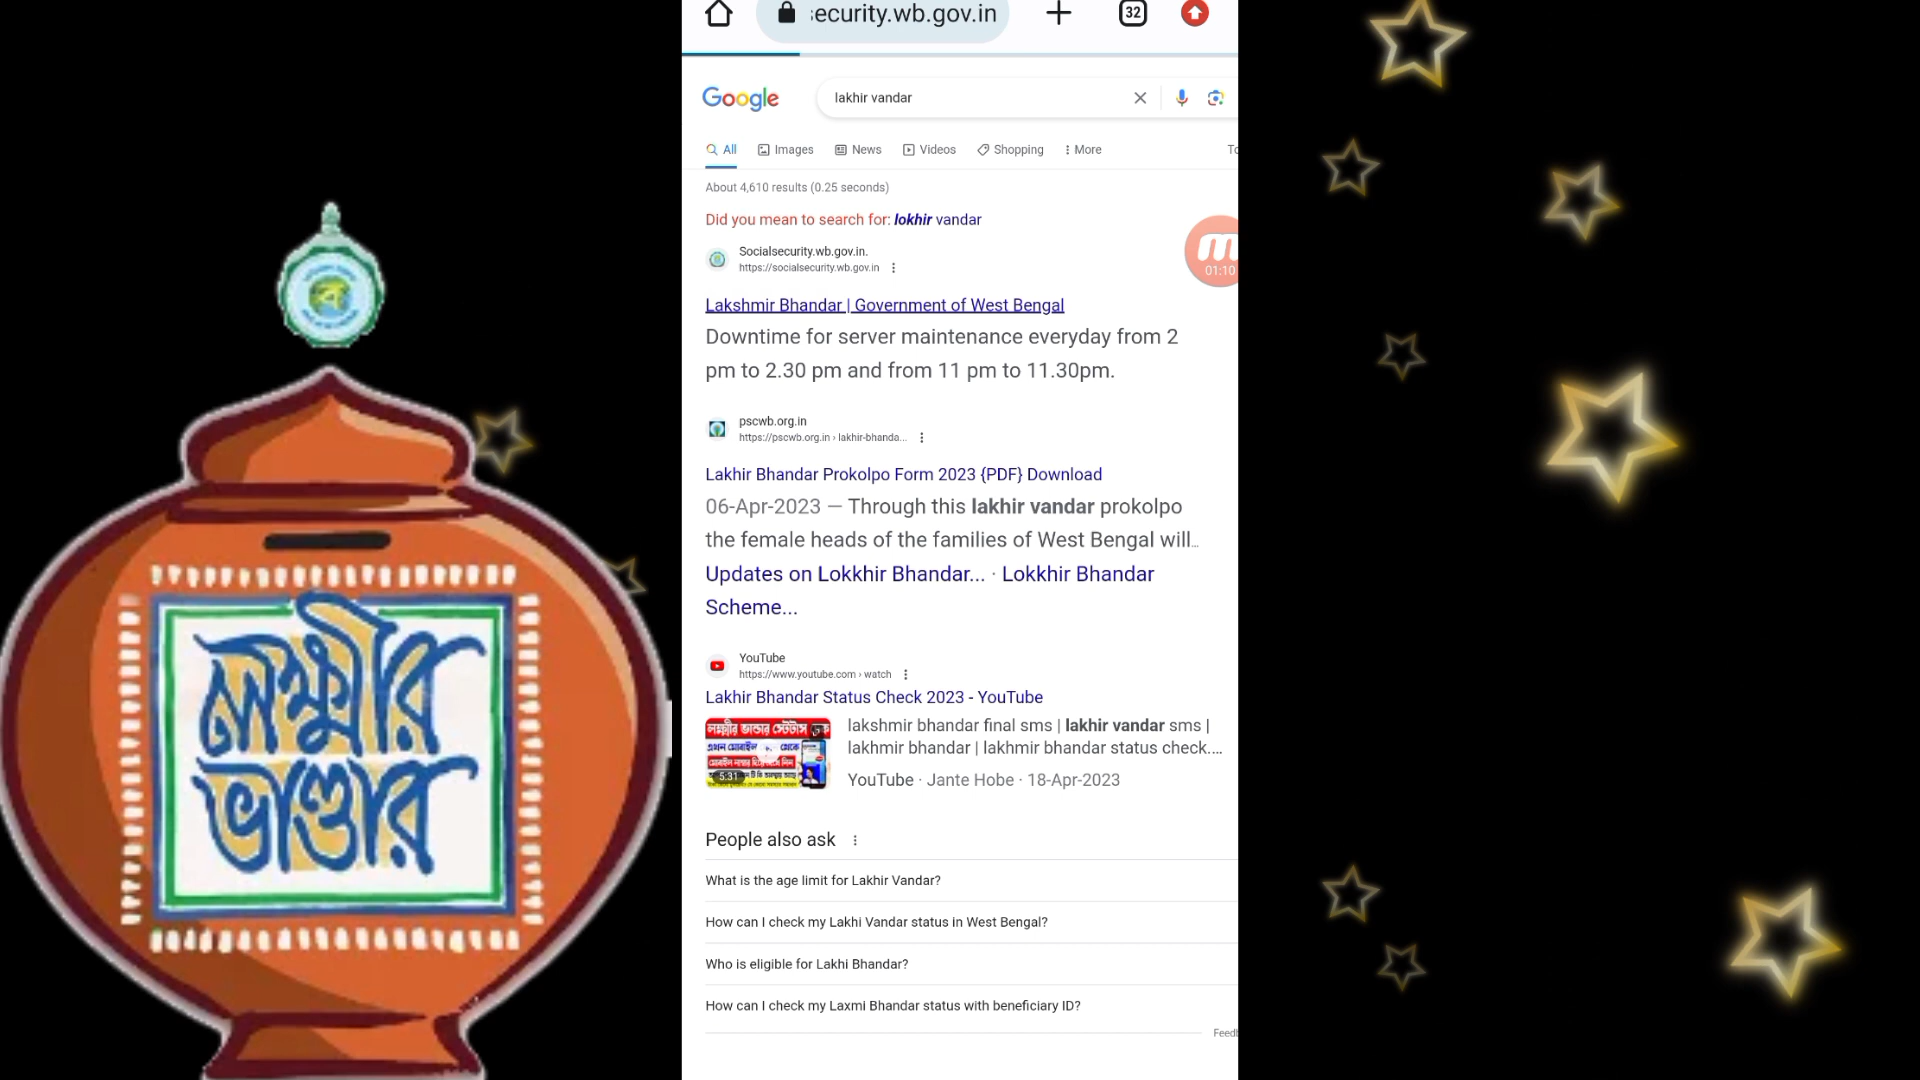 লক্ষ্মীর
ভাণ্ডার
ecurity.wb.gov.in
32
Google
lakhir vandar
All
Images
News
Videos
Shopping
More
About 4,610 results (0.25 seconds)
Did you mean to search for: lokhir vandar
01:10
Socialsecurity.wb.gov.in.
https://socialsecurity.wb.gov.in
Lakshmir Bhandar | Government of West Bengal
Downtime for server maintenance everyday from 2
pm to 2.30 pm and from 11 pm to 11.30pm.
pscwb.org.in
https://pscwb.org.in › lakhir-bhanda...
Lakhir Bhandar Prokolpo Form 2023 {PDF} Download
06-Apr-2023 — Through this lakhir vandar prokolpo
the female heads of the families of West Bengal will...
Updates on Lokkhir Bhandar... · Lokkhir Bhandar
Scheme...
YouTube
https://www.youtube.com › watch
Lakhir Bhandar Status Check 2023 - YouTube
লক্ষ্মীর ভান্ডার স্টেটাস
এখন মোবাইল
5:31
lakshmir bhandar final sms | lakhir vandar sms |
lakhmir bhandar | lakhmir bhandar status check....
YouTube · Jante Hobe · 18-Apr-2023
People also ask
What is the age limit for Lakhir Vandar?
How can I check my Lakhi Vandar status in West Bengal?
Who is eligible for Lakhi Bhandar?
How can I check my Laxmi Bhandar status with beneficiary ID?